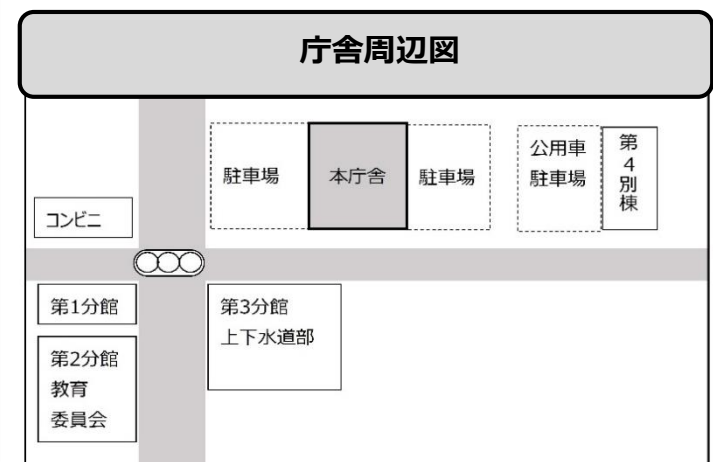 庁舎周辺図
駐車場
本庁舎
駐車場
公用車
駐車場
第4別棟
コンビニ
第1分館
第2分館
教育
委員会
第3分館
上下水道部